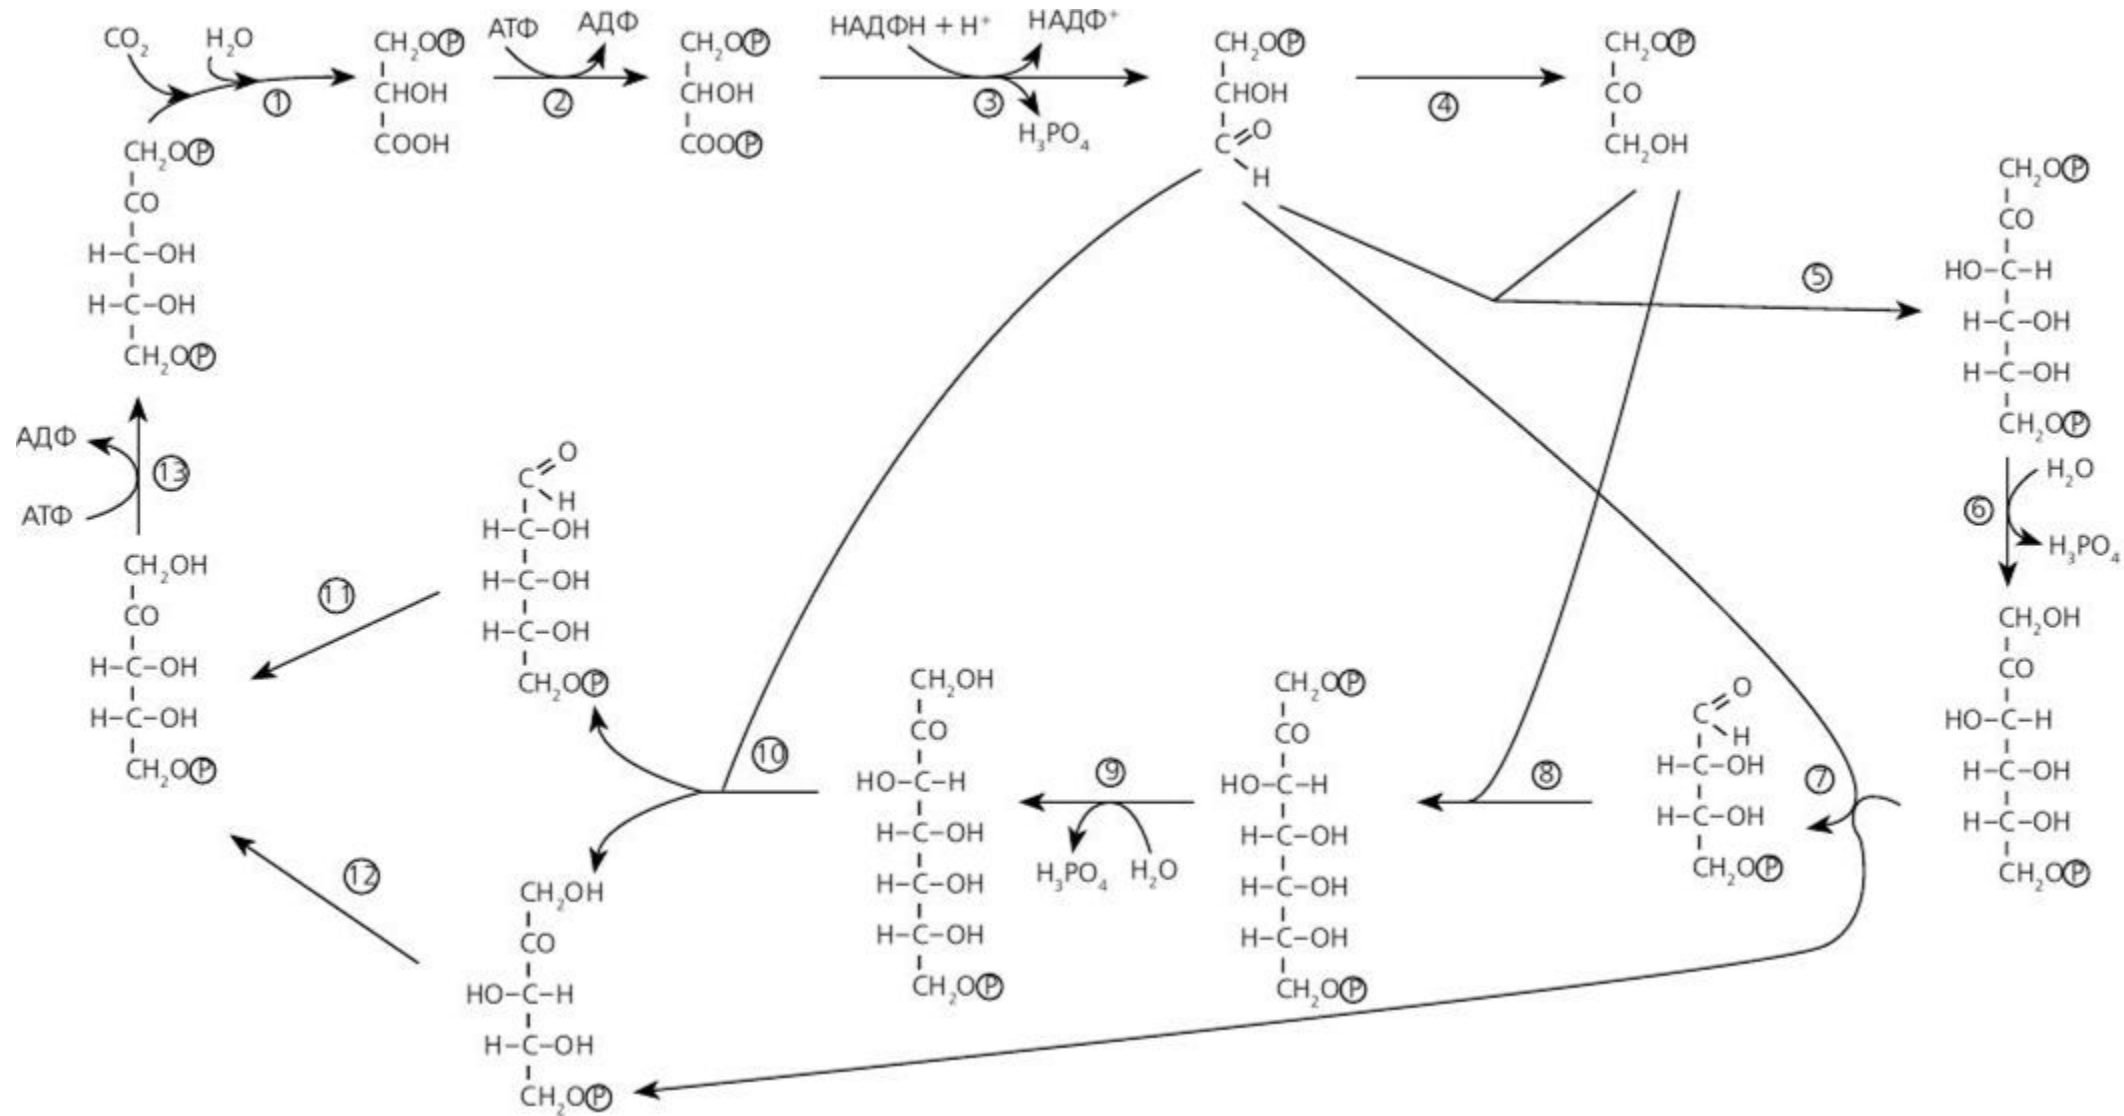 CO₂
H₂O
①
CH₂OⓅ
CHOH
COOH
АТФ
АДФ
②
CH₂OⓅ
CHOH
COOⓅ
НАДФН + H⁺
НАДФ⁺
③
H₃PO₄
CH₂OⓅ
CHOH
C=O
H
④
CH₂OⓅ
CO
CH₂OH
CH₂OⓅ
CO
H–C–OH
H–C–OH
CH₂OⓅ
⑤
CH₂OⓅ
CO
HO–C–H
H–C–OH
H–C–OH
CH₂OⓅ
⑥
H₂O
H₃PO₄
CH₂OH
CO
HO–C–H
H–C–OH
H–C–OH
CH₂OⓅ
⑦
C=O
H
H–C–OH
H–C–OH
CH₂OⓅ
⑧
CH₂OⓅ
CO
HO–C–H
H–C–OH
H–C–OH
H–C–OH
CH₂OⓅ
⑨
H₃PO₄
H₂O
CH₂OH
CO
HO–C–H
H–C–OH
H–C–OH
H–C–OH
CH₂OⓅ
⑩
C=O
H
H–C–OH
H–C–OH
H–C–OH
CH₂OⓅ
⑪
CH₂OH
CO
HO–C–H
H–C–OH
CH₂OⓅ
⑫
CH₂OH
CO
H–C–OH
H–C–OH
CH₂OⓅ
АДФ
⑬
АТФ